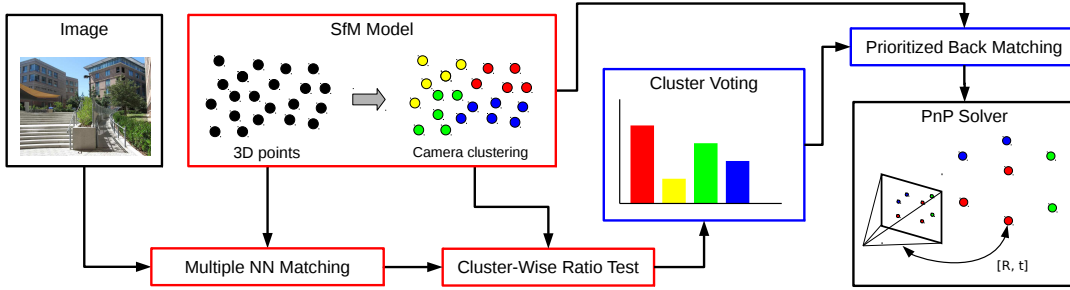 Image
SfM Model
3D points
Camera clustering
Cluster Voting
Prioritized Back Matching
PnP Solver
[R, t]
Multiple NN Matching
Cluster-Wise Ratio Test